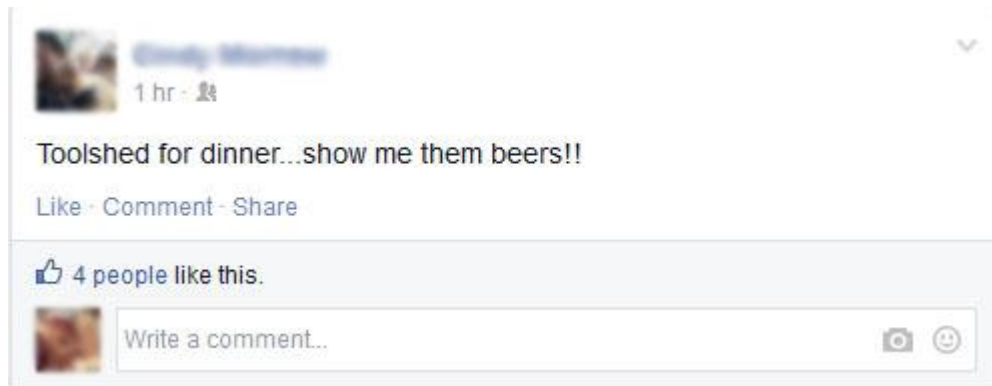 1 hr ·
Toolshed for dinner...show me them beers!!
Like · Comment · Share
4 people like this.
Write a comment...